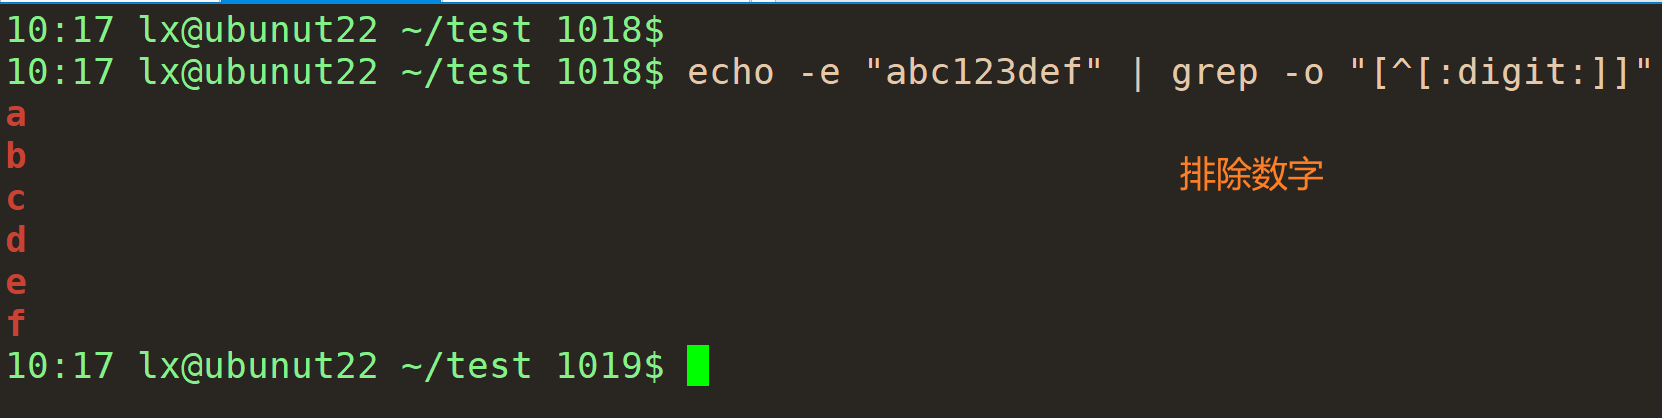 10:17 lx@ubunut22 ~/test 1018$
10:17 lx@ubunut22 ~/test 1018$ echo -e "abc123def" | grep -o "[^[:digit:]]"
a
b
排除数字
c
d
e
f
10:17 lx@ubunut22 ~/test 1019$